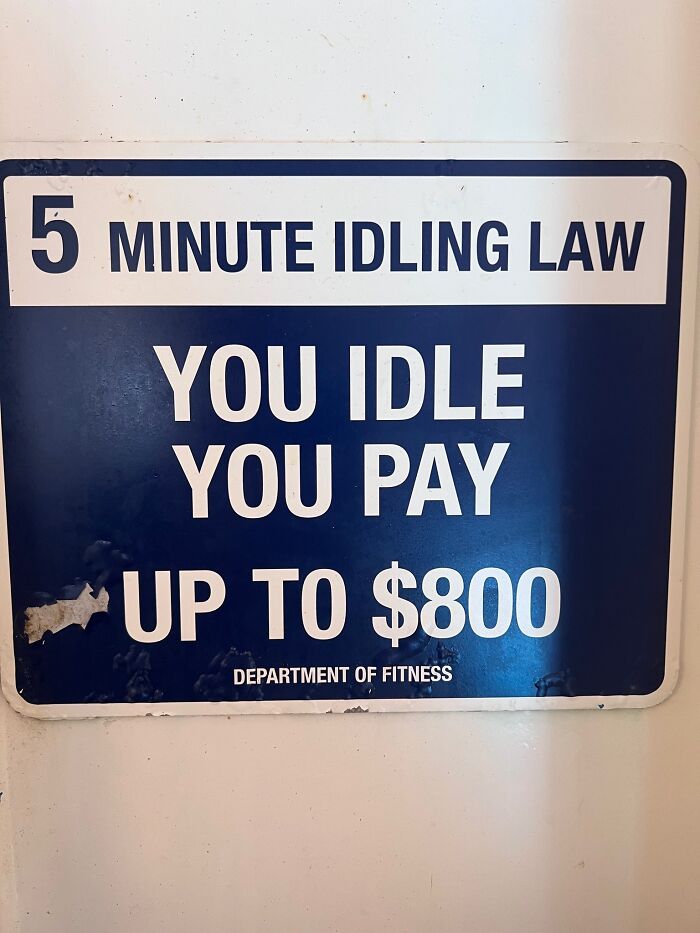 5 MINUTE IDLING LAW
YOU IDLE
YOU PAY
UP TO $800
DEPARTMENT OF FITNESS